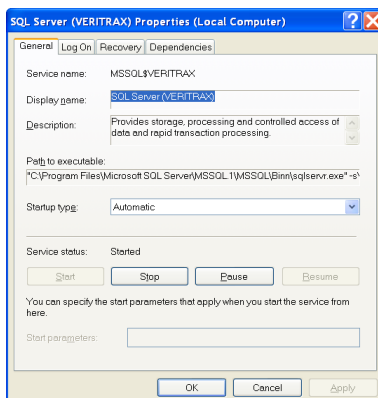 SQL Server (VERITRAX) Properties (Local Computer)
General Log On Recovery Dependencies
Service name: MSSQL$VERITRAX
Display name: SQL Server (VERITRAX)
Description: Provides storage, processing and controlled access of
data and rapid transaction processing.
Path to executable:
"C:\Program Files\Microsoft SQL Server\MSSQL.1\MSSQL\Binn\sqlservr.exe" -s\
Startup type: Automatic
Service status: Started
Start Stop Pause Resume
You can specify the start parameters that apply when you start the service from
here.
Start parameters:
OK Cancel Apply